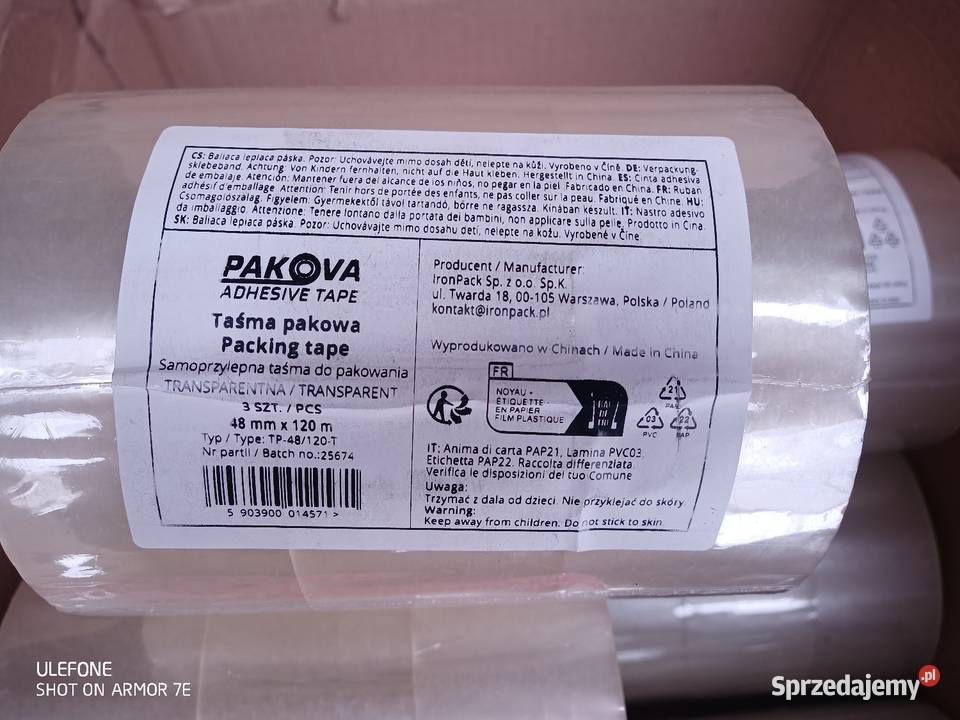 CS: Balíaca lepiaca páska. Pozor: Uchovávejte mimo dosah dětí, nelepte na kůži. Vyrobeno v Číně. DE: Verpackung-
sklebeband. Achtung: Von Kindern fernhalten, nicht auf die Haut kleben. Hergestellt in China. ES: Cinta adhesiva
de embalaje. Atención: Mantener fuera del alcance de los niños, no pegar en la piel. Fabricado en China. FR: Ruban
adhésif d'emballage. Attention: Tenir hors de portée des enfants, ne pas coller sur la peau. Fabriqué en Chine. HU:
Csomagolószalag. Figyelem: Gyermekektől távol tartandó, bőrre ne ragassza. Kínában készült. IT: Nastro adesivo
da imballaggio. Attenzione: Tenere lontano dalla portata dei bambini, non applicare sulla pelle. Prodotto in Cina.
SK: Baliaca lepiaca páska. Pozor: Uchovávejte mimo dosahu detí, nelepte na kožu. Vyrobené v Číne.
PAKOVA
ADHESIVE TAPE
Taśma pakowa
Packing tape
Samoprzylepna taśma do pakowania
TRANSPARENTNA / TRANSPARENT
3 SZT. / PCS
48 mm x 120 m
Typ / Type: TP-48/120-T
Nr partii / Batch no.:25674
5 903900 014571 >
Producent / Manufacturer:
IronPack Sp. z o.o. Sp.K.
ul. Twarda 18, 00-105 Warszawa, Polska / Poland
kontakt@ironpack.pl
Wyprodukowano w Chinach / Made in China
FR
NOYAU +
ÉTIQUETTE
EN PAPIER
FILM PLASTIQUE
21
PAP
03
PVC
22
PAP
IT: Anima di carta PAP21, Lamina PVC03.
Etichetta PAP22. Raccolta differenziata.
Verifica le disposizioni del tuo Comune
Uwaga:
Trzymać z dala od dzieci. Nie przyklejać do skóry.
Warning:
Keep away from children. Do not stick to skin.
ULEFONE
SHOT ON ARMOR 7E
Sprzedajemy.pl